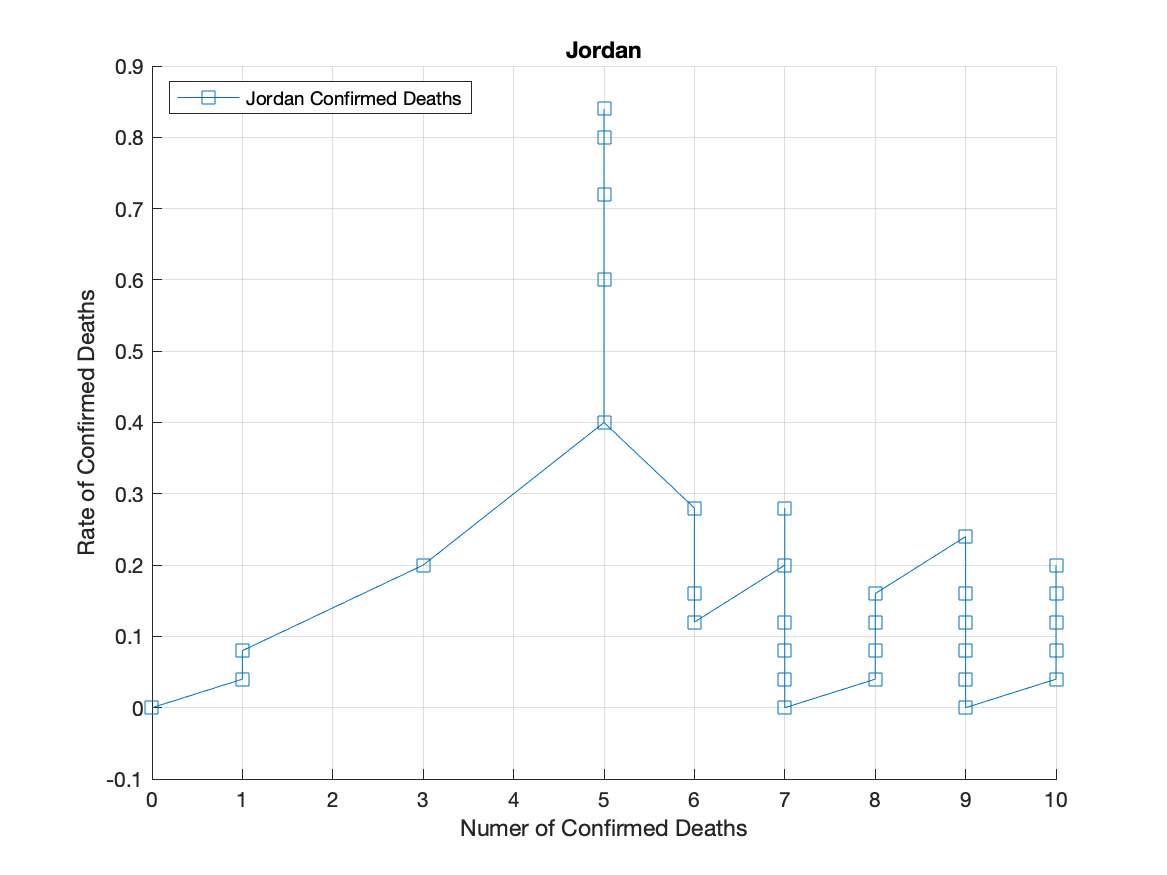 Jordan
Jordan Confirmed Deaths
0.9
0.8
0.7
0.6
0.5
0.4
0.3
0.2
0.1
0
-0.1
Rate of Confirmed Deaths
0 1 2 3 4 5 6 7 8 9 10
Numer of Confirmed Deaths